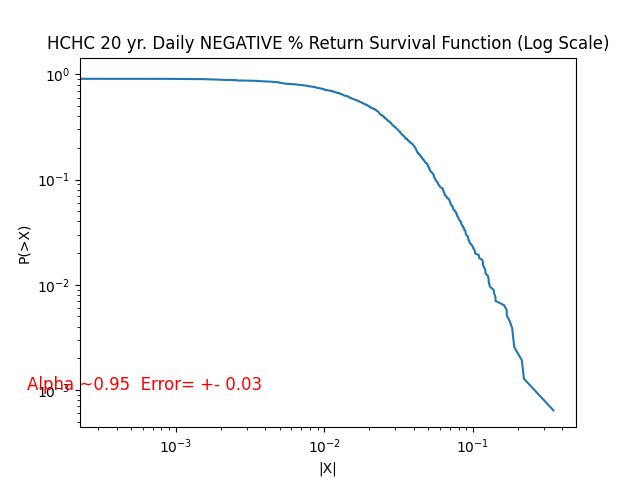 HCHC 20 yr. Daily NEGATIVE % Return Survival Function (Log Scale)
10⁰
10⁻¹
P(>X)
10⁻²
Alpha ~0.95  Error= +- 0.03
10⁻³
10⁻³ 10⁻² 10⁻¹
|X|